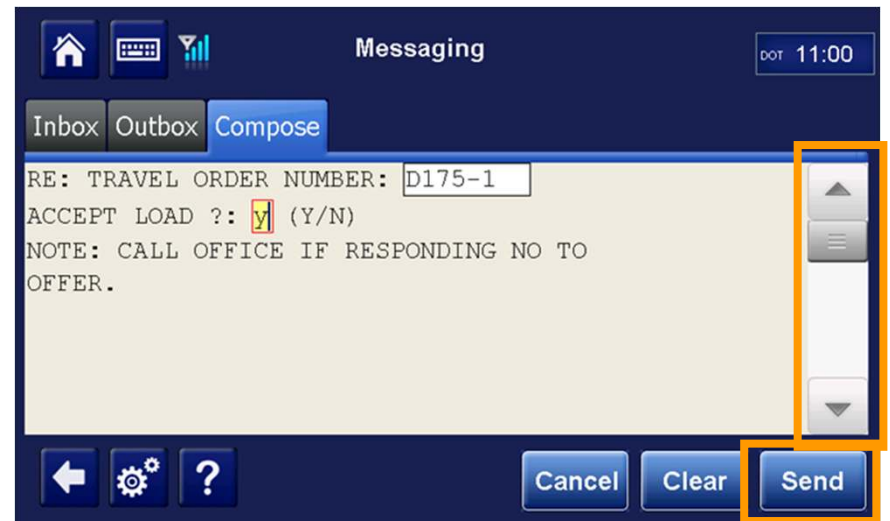 Messaging
DOT 11:00
Inbox Outbox Compose
RE: TRAVEL ORDER NUMBER: D175-1
ACCEPT LOAD ?: y (Y/N)
NOTE: CALL OFFICE IF RESPONDING NO TO
OFFER.
? Cancel Clear Send